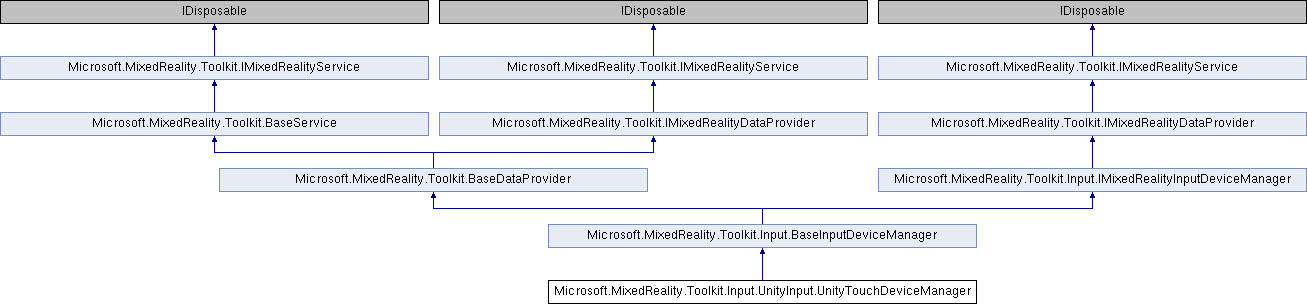 IDisposable
IDisposable
IDisposable
Microsoft.MixedReality.Toolkit.IMixedRealityService
Microsoft.MixedReality.Toolkit.IMixedRealityService
Microsoft.MixedReality.Toolkit.IMixedRealityService
Microsoft.MixedReality.Toolkit.BaseService
Microsoft.MixedReality.Toolkit.IMixedRealityDataProvider
Microsoft.MixedReality.Toolkit.IMixedRealityDataProvider
Microsoft.MixedReality.Toolkit.BaseDataProvider
Microsoft.MixedReality.Toolkit.Input.IMixedRealityInputDeviceManager
Microsoft.MixedReality.Toolkit.Input.BaseInputDeviceManager
Microsoft.MixedReality.Toolkit.Input.UnityInput.UnityTouchDeviceManager